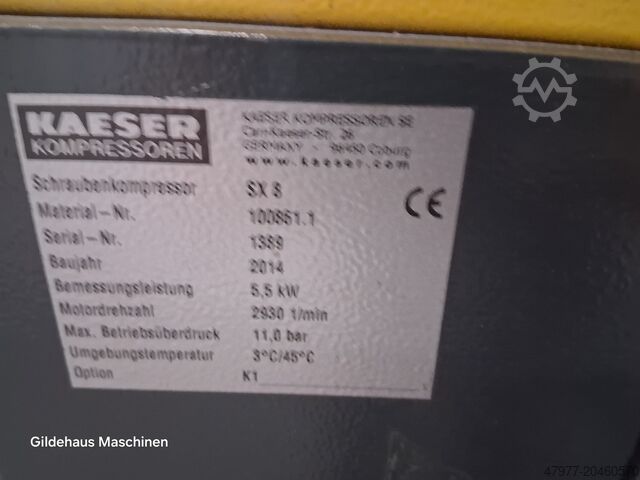 KAESER
KOMPRESSOREN
KAESER KOMPRESSOREN SE
Carl-Kaeser-Str. 26
GERMANY - 96450 Coburg
www.kaeser.com
Schraubenkompressor SX 8
Material-Nr. 100861.1
Serial-Nr. 1389
Baujahr 2014
Bemessungsleistung 5,5 kW
Motordrehzahl 2930 1/min
Max. Betriebsüberdruck 11,0 bar
Umgebungstemperatur 3°C/45°C
Option K1
CE
Gildehaus Maschinen